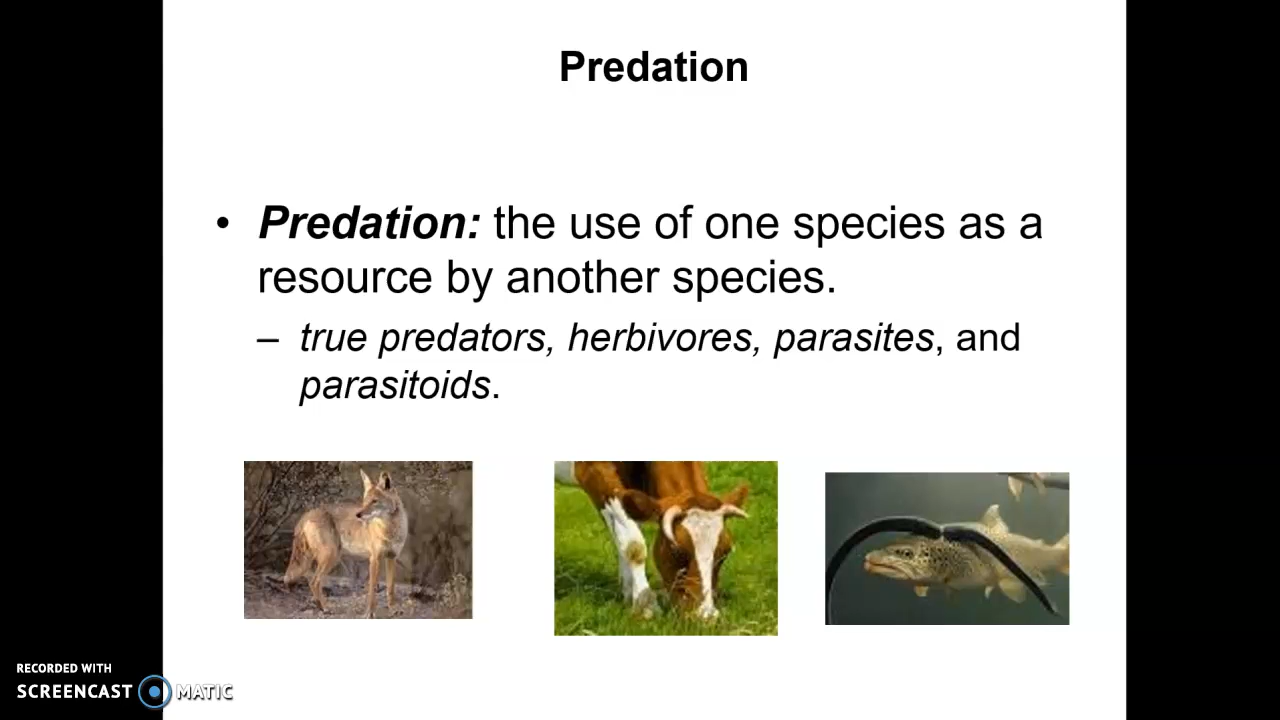 Predation
• Predation: the use of one species as a
resource by another species.
– true predators, herbivores, parasites, and
parasitoids.
RECORDED WITH
SCREENCAST MATIC